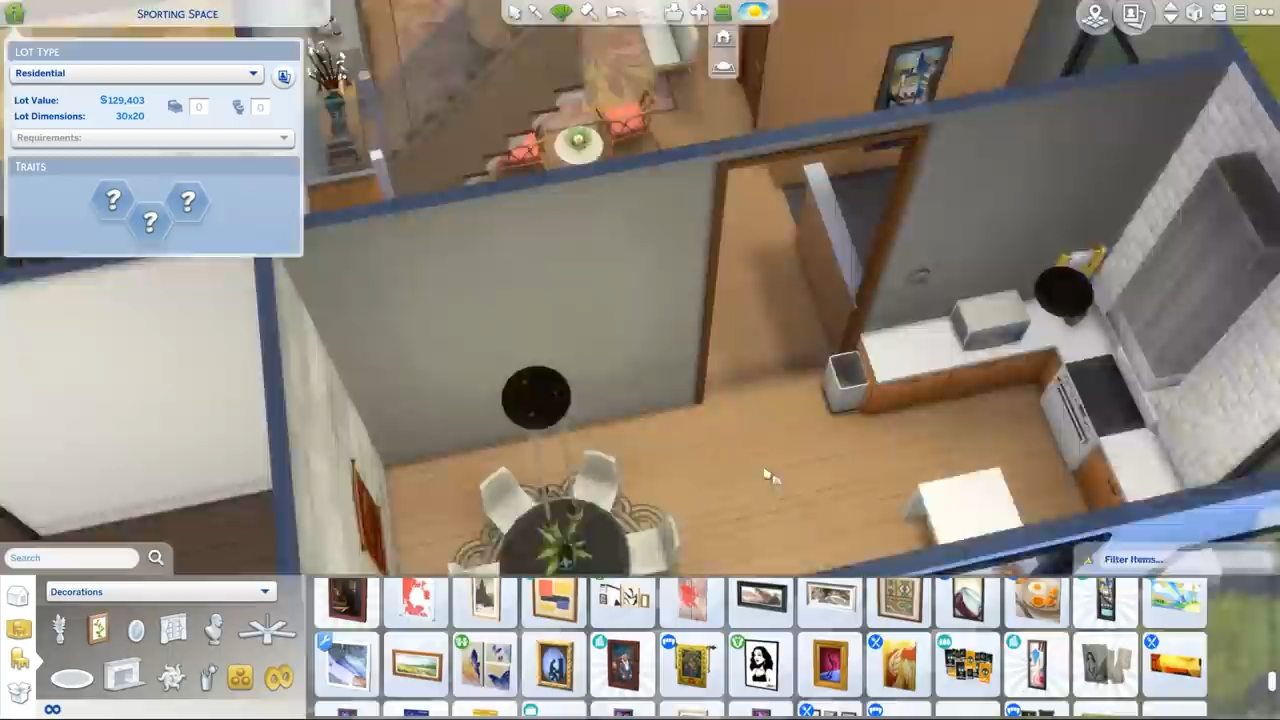 SPORTING SPACE
LOT TYPE
Residential
Lot Value: §129,403
0
0
Lot Dimensions: 30x20
Requirements:
TRAITS
?
?
?
Search
Filter Items...
Decorations